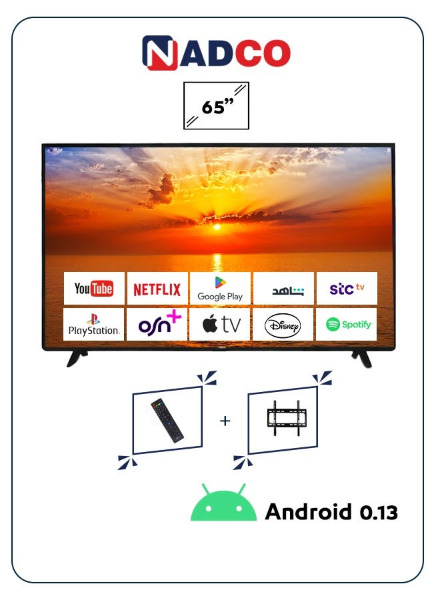 NADCO
65”
YouTube NETFLIX Google Play شاهد stc tv
PlayStation. OSN+ tv Disney Spotify
+
Android 0.13